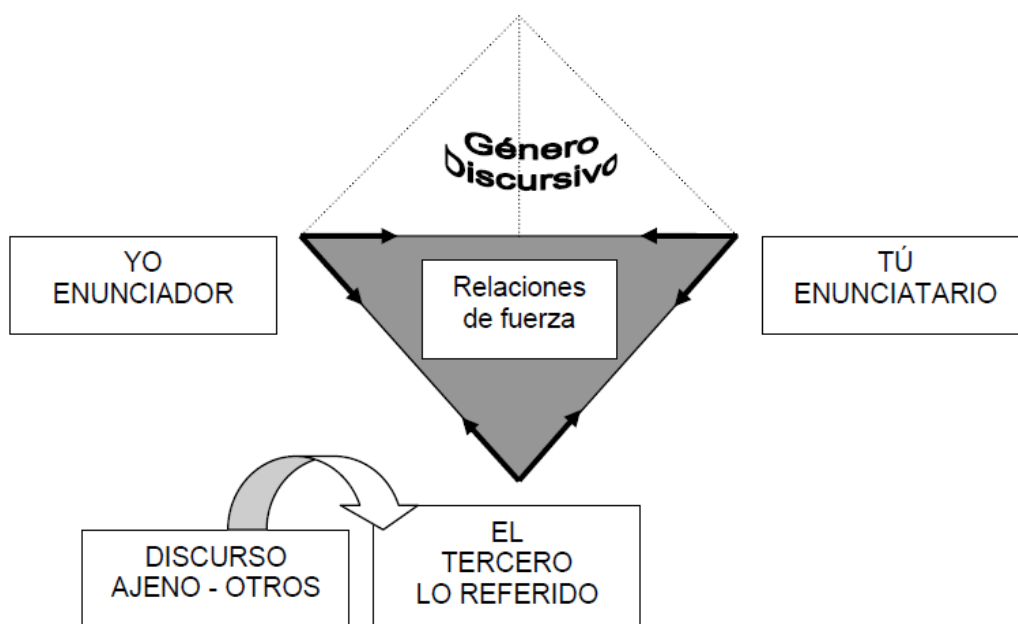 Género
Discursivo
YO
ENUNCIADOR
Relaciones
de fuerza
TÚ
ENUNCIATARIO
DISCURSO
AJENO - OTROS
EL
TERCERO
LO REFERIDO